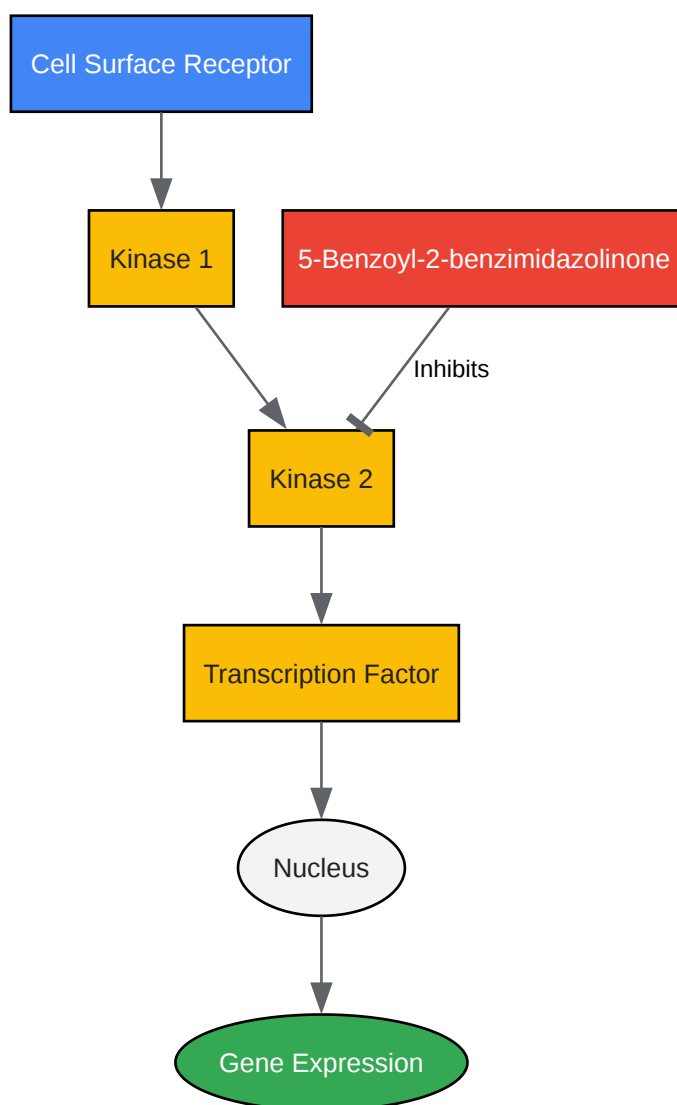 Cell Surface Receptor
Kinase 1
5-Benzoyl-2-benzimidazolinone
Inhibits
Kinase 2
Transcription Factor
Nucleus
Gene Expression